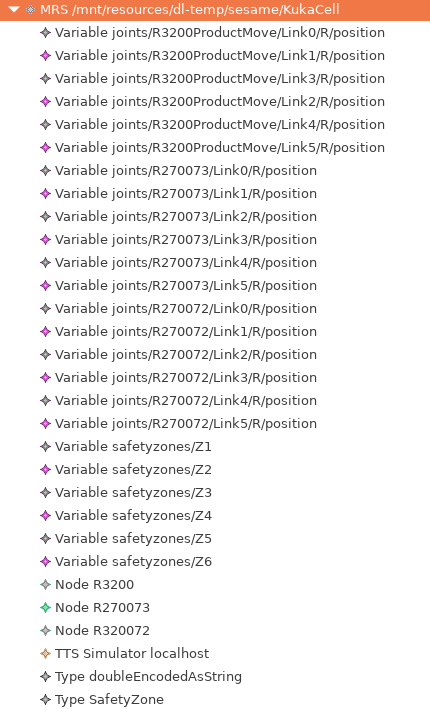 MRS /mnt/resources/dl-temp/sesame/KukaCell
Variable joints/R3200ProductMove/Link0/R/position
Variable joints/R3200ProductMove/Link1/R/position
Variable joints/R3200ProductMove/Link3/R/position
Variable joints/R3200ProductMove/Link2/R/position
Variable joints/R3200ProductMove/Link4/R/position
Variable joints/R3200ProductMove/Link5/R/position
Variable joints/R270073/Link0/R/position
Variable joints/R270073/Link1/R/position
Variable joints/R270073/Link2/R/position
Variable joints/R270073/Link3/R/position
Variable joints/R270073/Link4/R/position
Variable joints/R270073/Link5/R/position
Variable joints/R270072/Link0/R/position
Variable joints/R270072/Link1/R/position
Variable joints/R270072/Link2/R/position
Variable joints/R270072/Link3/R/position
Variable joints/R270072/Link4/R/position
Variable joints/R270072/Link5/R/position
Variable safetyzones/Z1
Variable safetyzones/Z2
Variable safetyzones/Z3
Variable safetyzones/Z4
Variable safetyzones/Z5
Variable safetyzones/Z6
Node R3200
Node R270073
Node R320072
TTS Simulator localhost
Type doubleEncodedAsString
Type SafetyZone